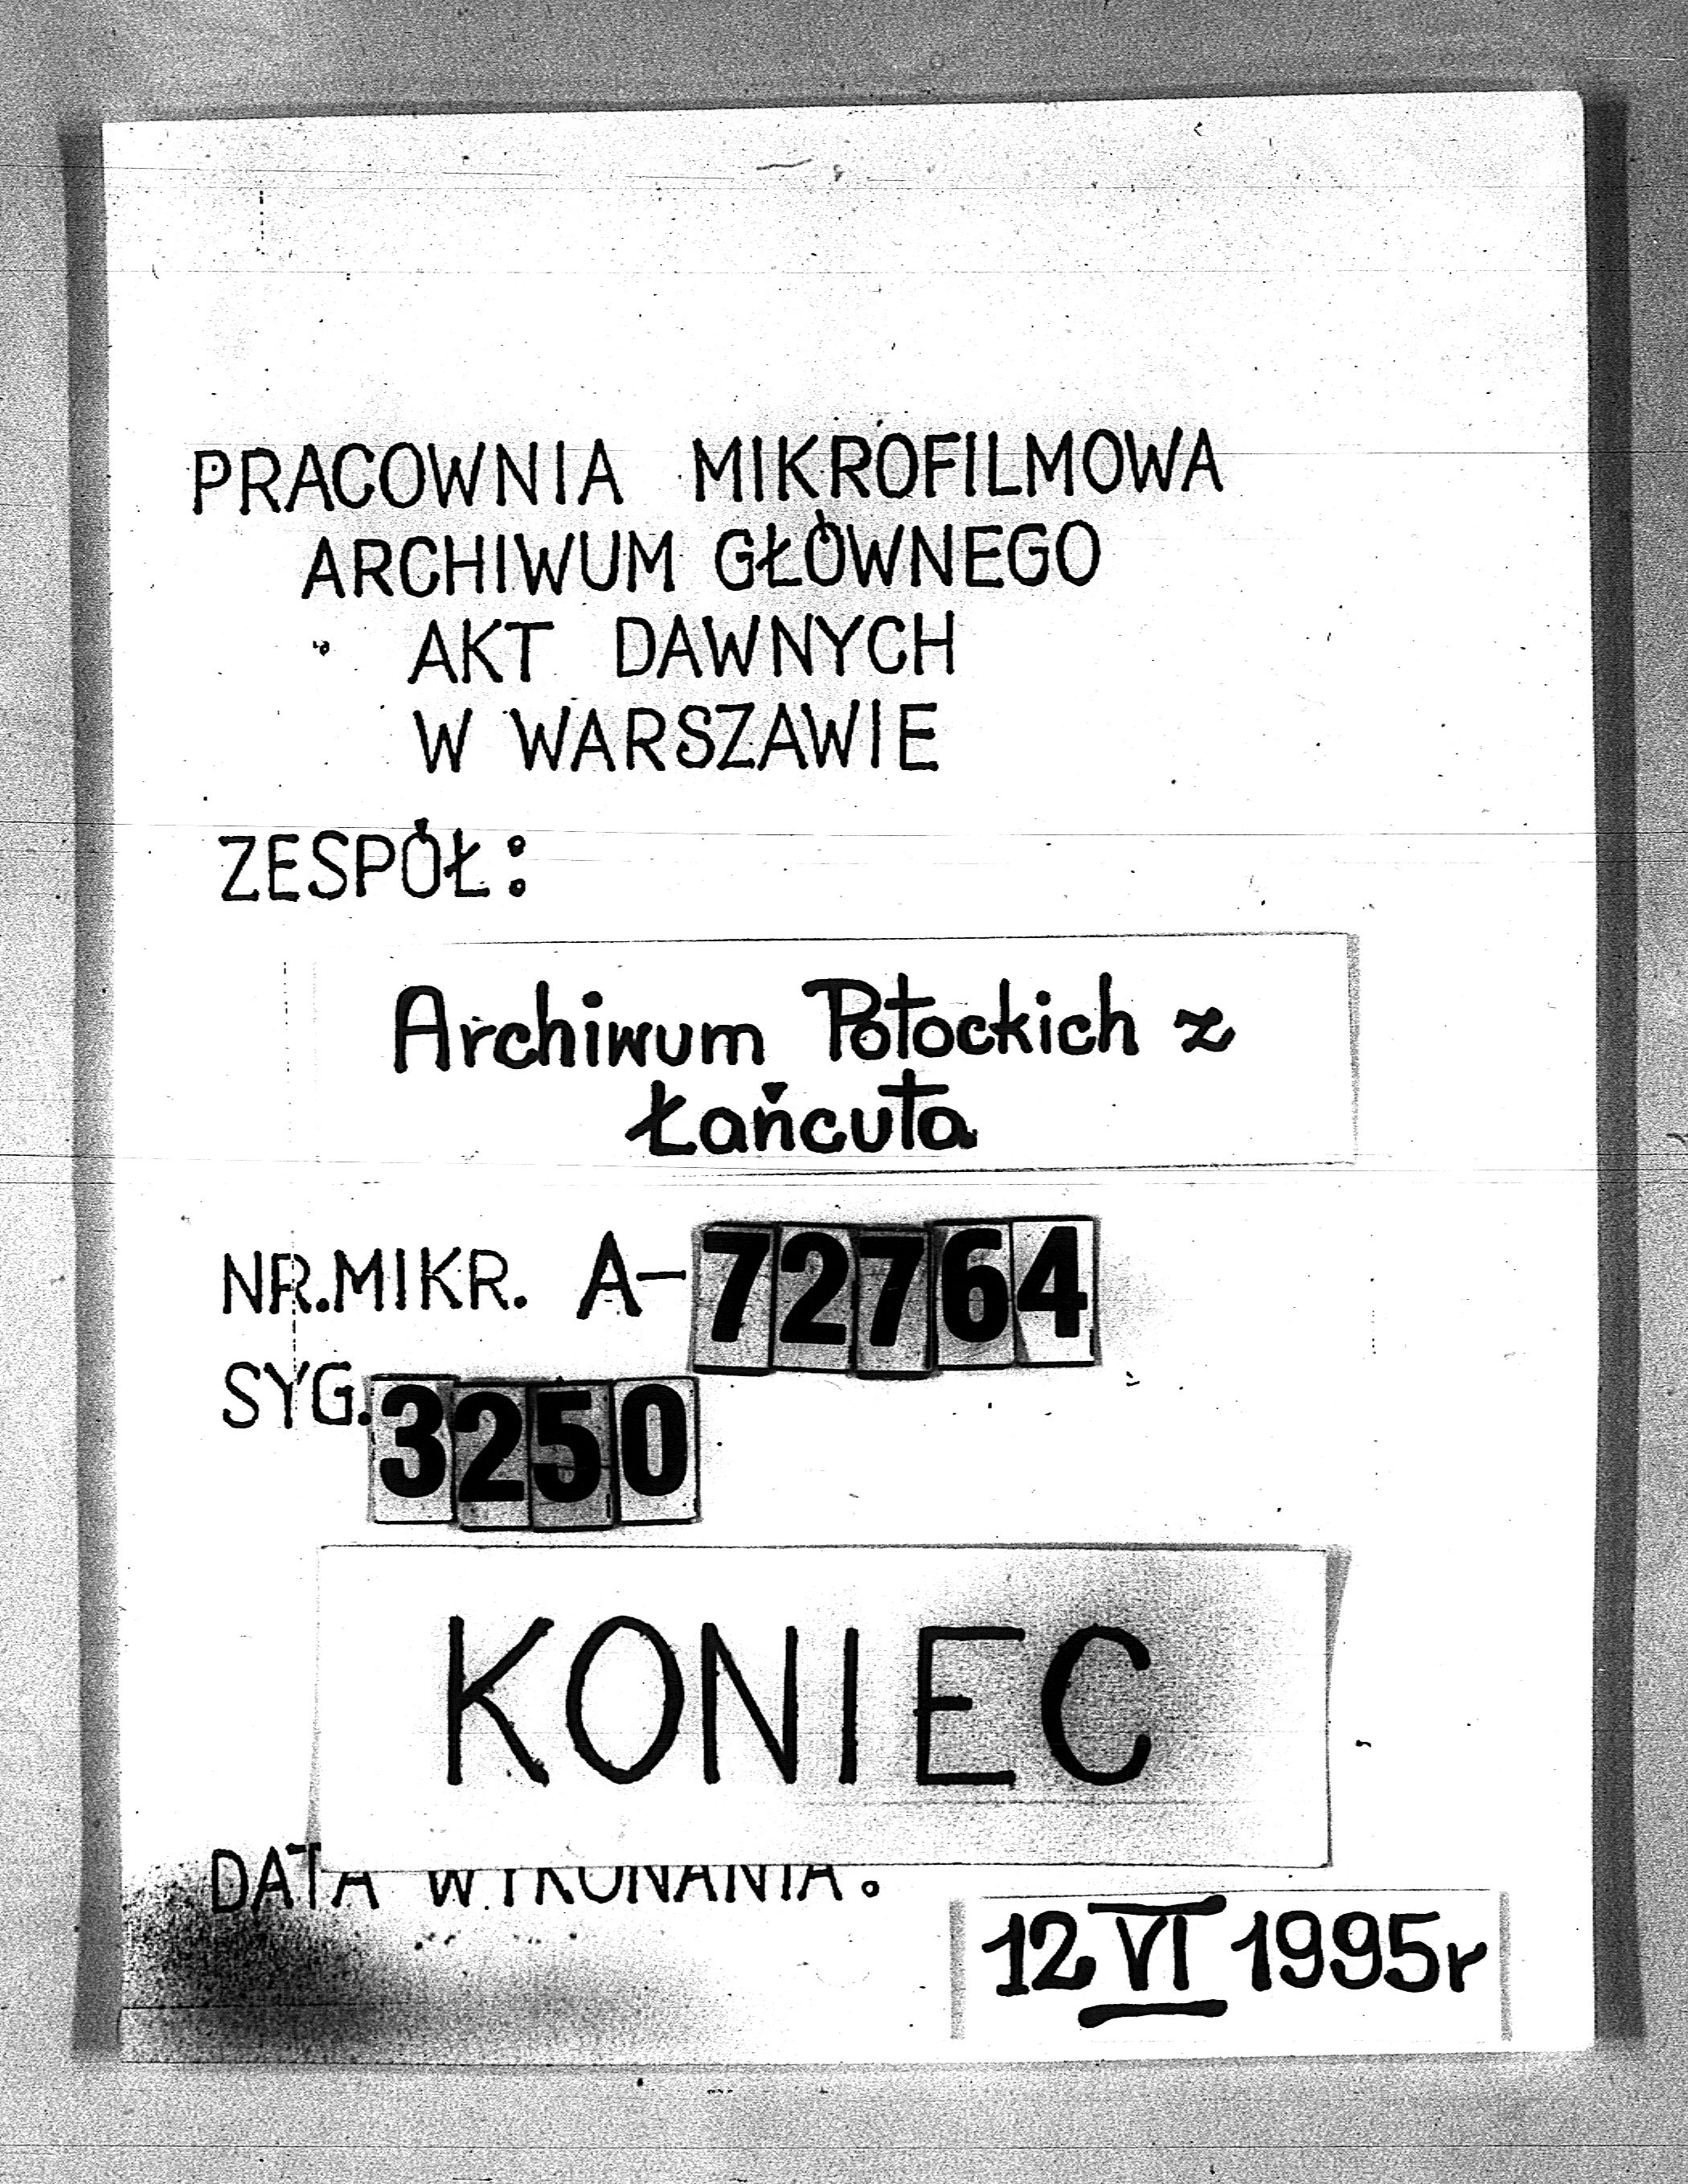 PRACOWNIA MIKROFILMOWA
ARCHIWUM GŁÓWNEGO
AKT DAWNYCH
W WARSZAWIE
ZESPÓŁ:
Archiwum Potockich z
Łańcuta
NR.MIKR. A-72764
SYG. 3250
KONIEC
DATA WYKONANIA:
12 VI 1995r